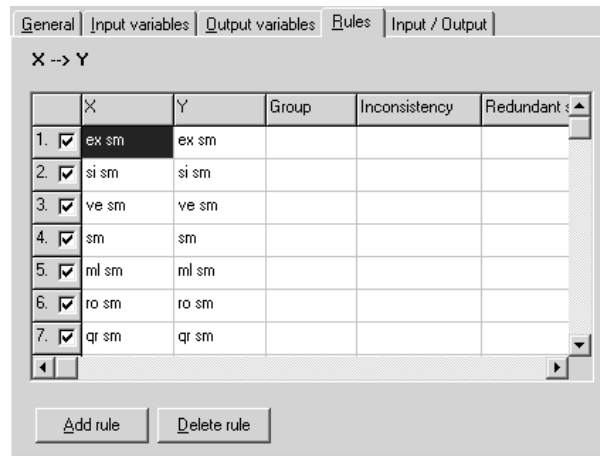 General Input variables Output variables Rules Input / Output
X --> Y
X Y Group Inconsistency Redundant
1. ex sm ex sm
2. si sm si sm
3. ve sm ve sm
4. sm sm
5. ml sm ml sm
6. ro sm ro sm
7. qr sm qr sm
Add rule Delete rule